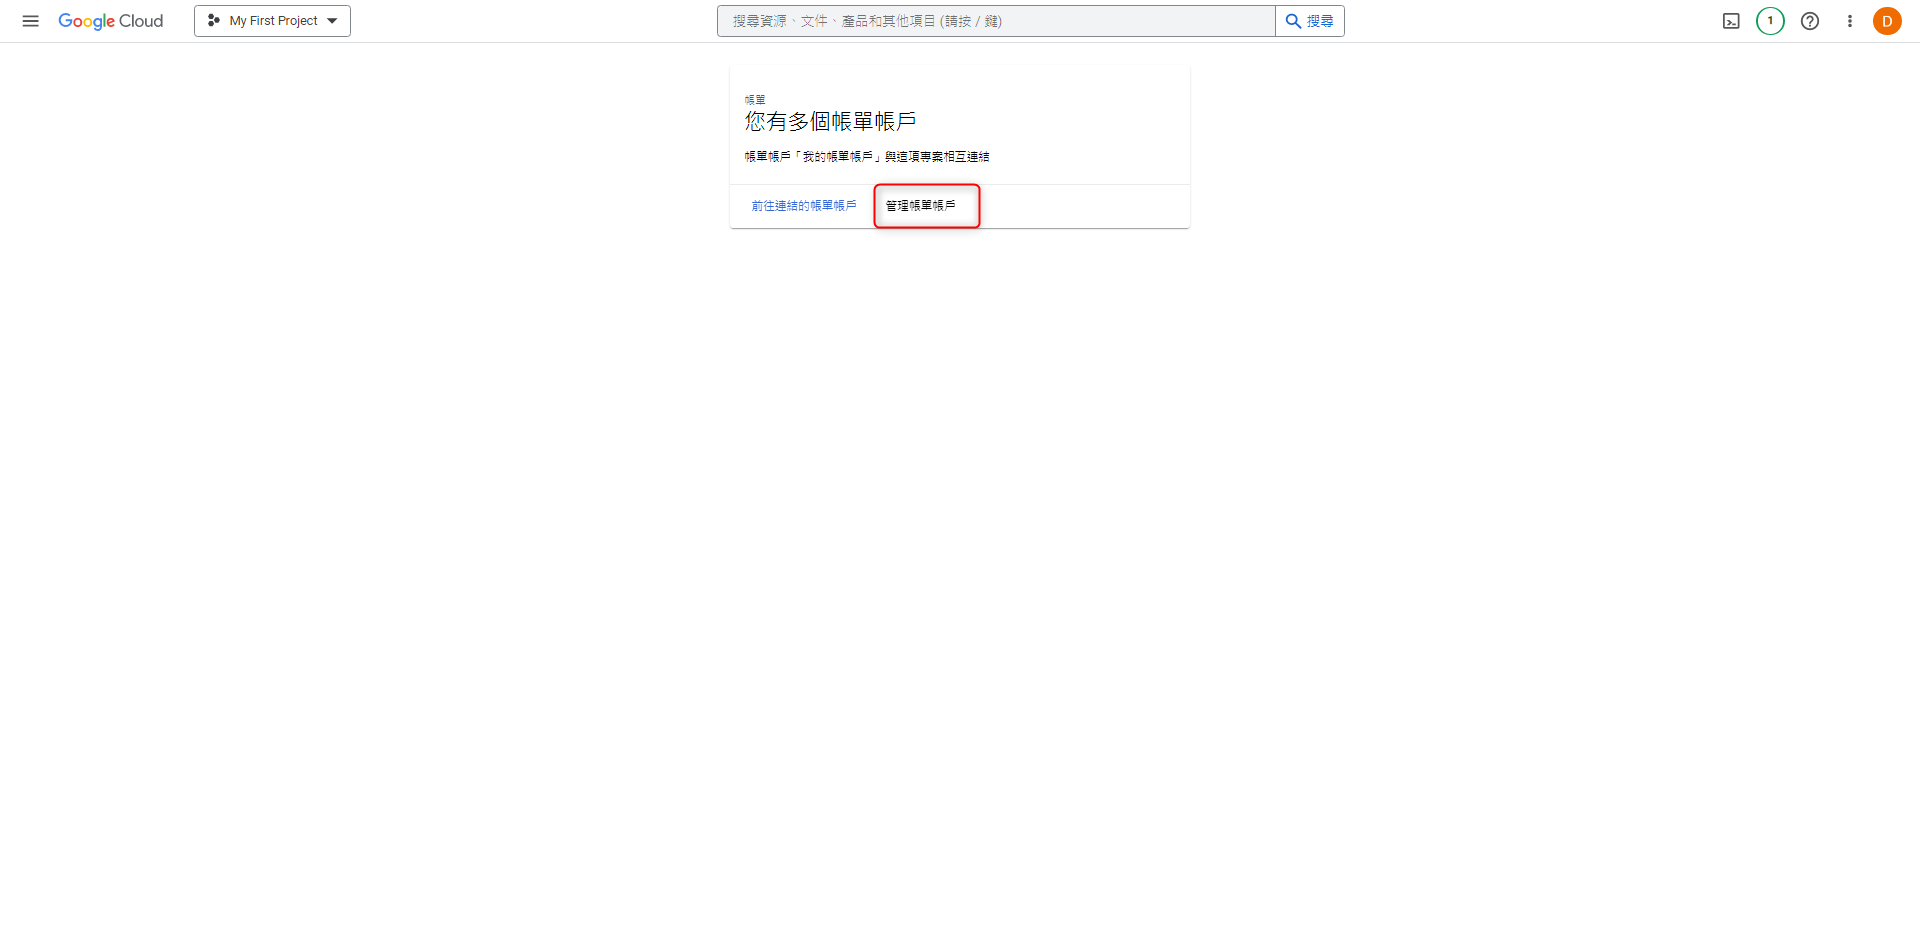 Google Cloud
My First Project
搜尋資源、文件、產品和其他項目 (請按 / 鍵)
搜尋
1
D
帳單
您有多個帳單帳戶
帳單帳戶「我的帳單帳戶」與這項專案相互連結
前往連結的帳單帳戶
管理帳單帳戶